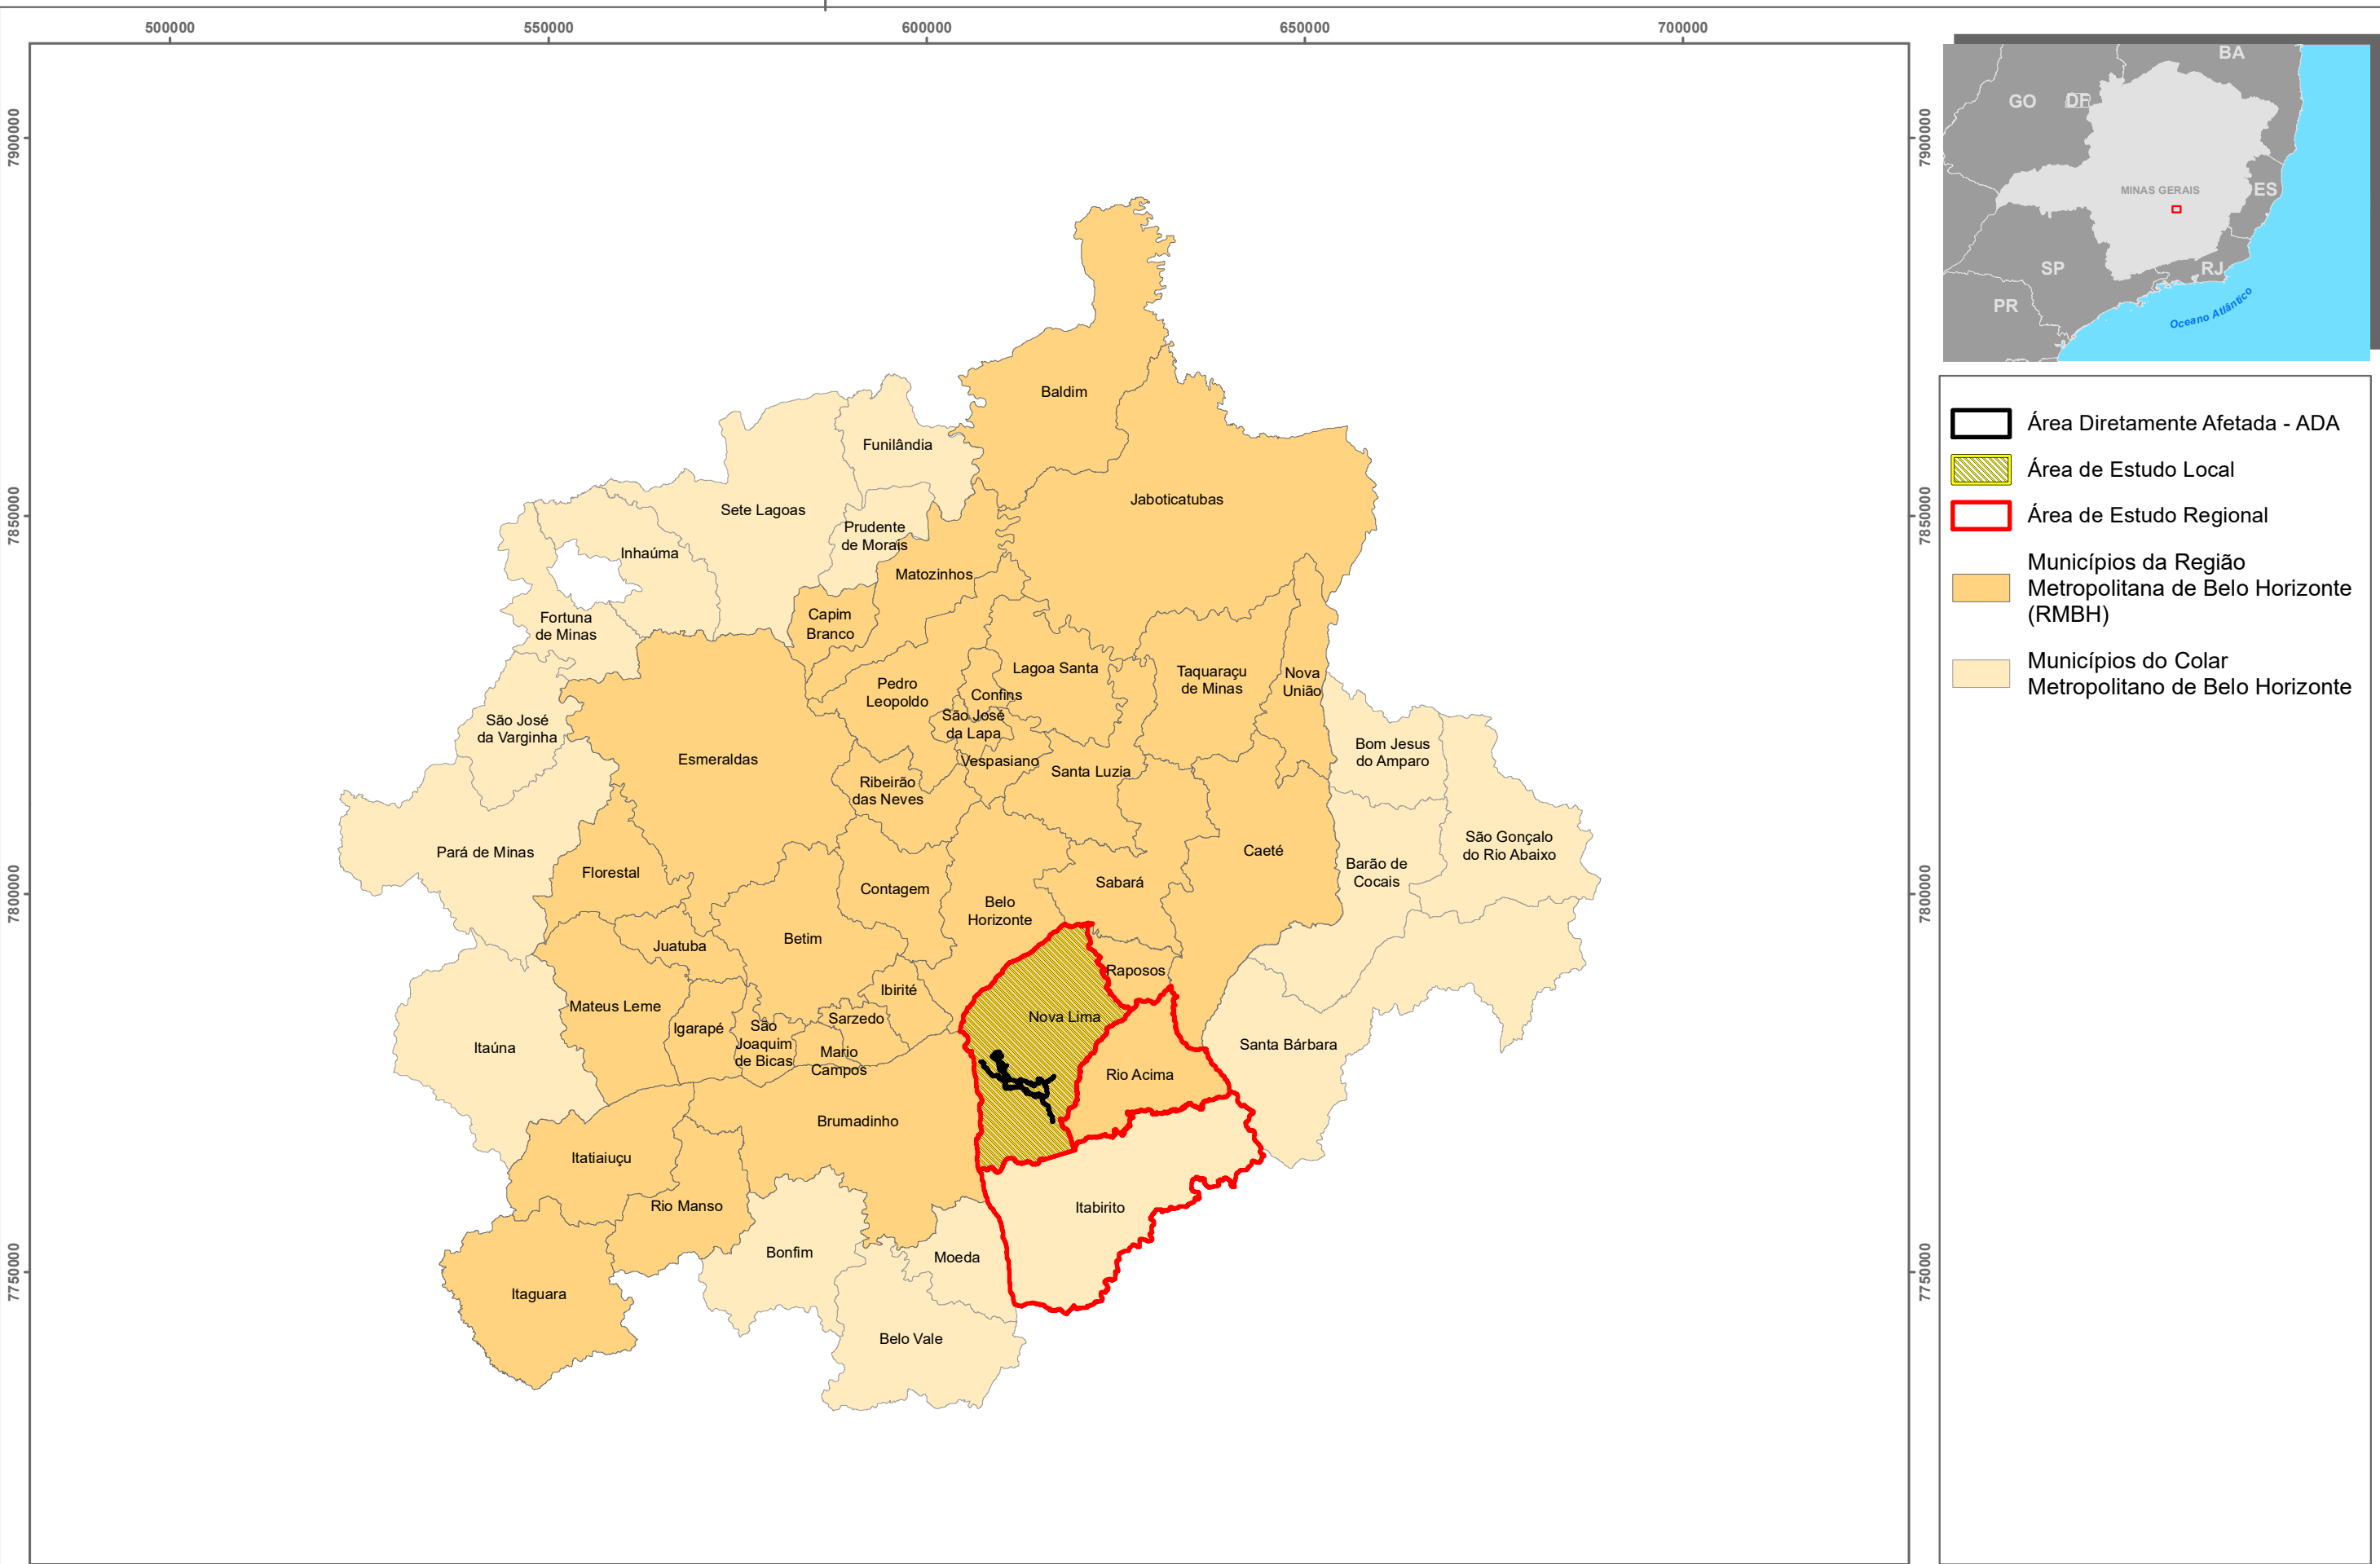 500000
550000
600000
650000
700000
7900000
7850000
7800000
7750000
7900000
7850000
7800000
7750000
Baldim
Funilândia
Jaboticatubas
Sete Lagoas
Prudente
de Morais
Inhaúma
Matozinhos
Fortuna
de Minas
Capim
Branco
Lagoa Santa
Taquaraçu
de Minas
Nova
União
Pedro
Leopoldo
Confins
São José
da Lapa
São José
da Varginha
Esmeraldas
Vespasiano
Santa Luzia
Bom Jesus
do Amparo
Ribeirão
das Neves
Pará de Minas
Florestal
Caeté
São Gonçalo
do Rio Abaixo
Barão de
Cocais
Contagem
Sabará
Belo
Horizonte
Betim
Juatuba
Raposos
Ibirité
Mateus Leme
Nova Lima
Sarzedo
Igarapé
São
Joaquim
de Bicas
Mario
Campos
Itaúna
Santa Bárbara
Rio Acima
Brumadinho
Itatiaiuçu
Rio Manso
Itabirito
Bonfim
Moeda
Itaguara
Belo Vale
BA
GO
DF
MINAS GERAIS
ES
SP
RJ
PR
Oceano Atlântico
Área Diretamente Afetada - ADA
Área de Estudo Local
Área de Estudo Regional
Municípios da Região
Metropolitana de Belo Horizonte
(RMBH)
Municípios do Colar
Metropolitano de Belo Horizonte